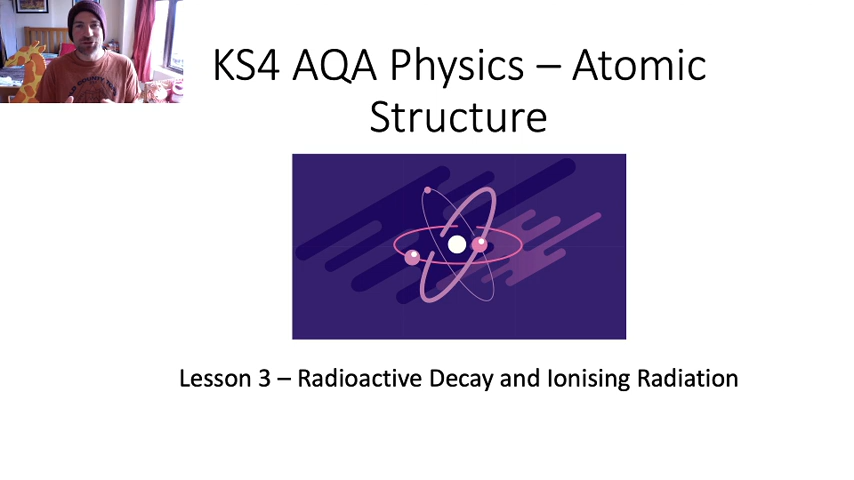 KS4 AQA Physics – Atomic
Structure
Lesson 3 – Radioactive Decay and Ionising Radiation